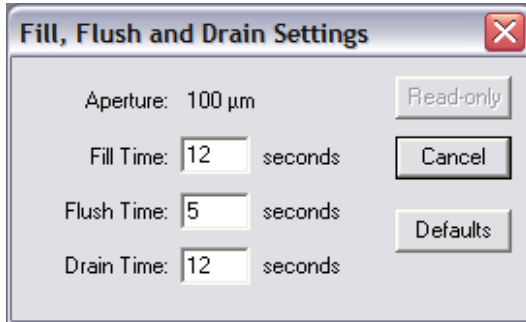 Fill, Flush and Drain Settings
Aperture: 100 µm
Read-only
Fill Time: 12 seconds
Cancel
Flush Time: 5 seconds
Defaults
Drain Time: 12 seconds